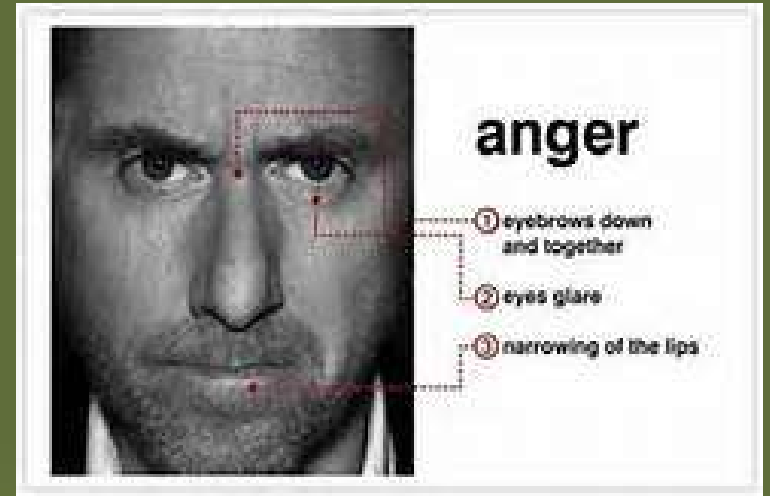 anger
1 eyebrows down
and together
2 eyes glare
3 narrowing of the lips